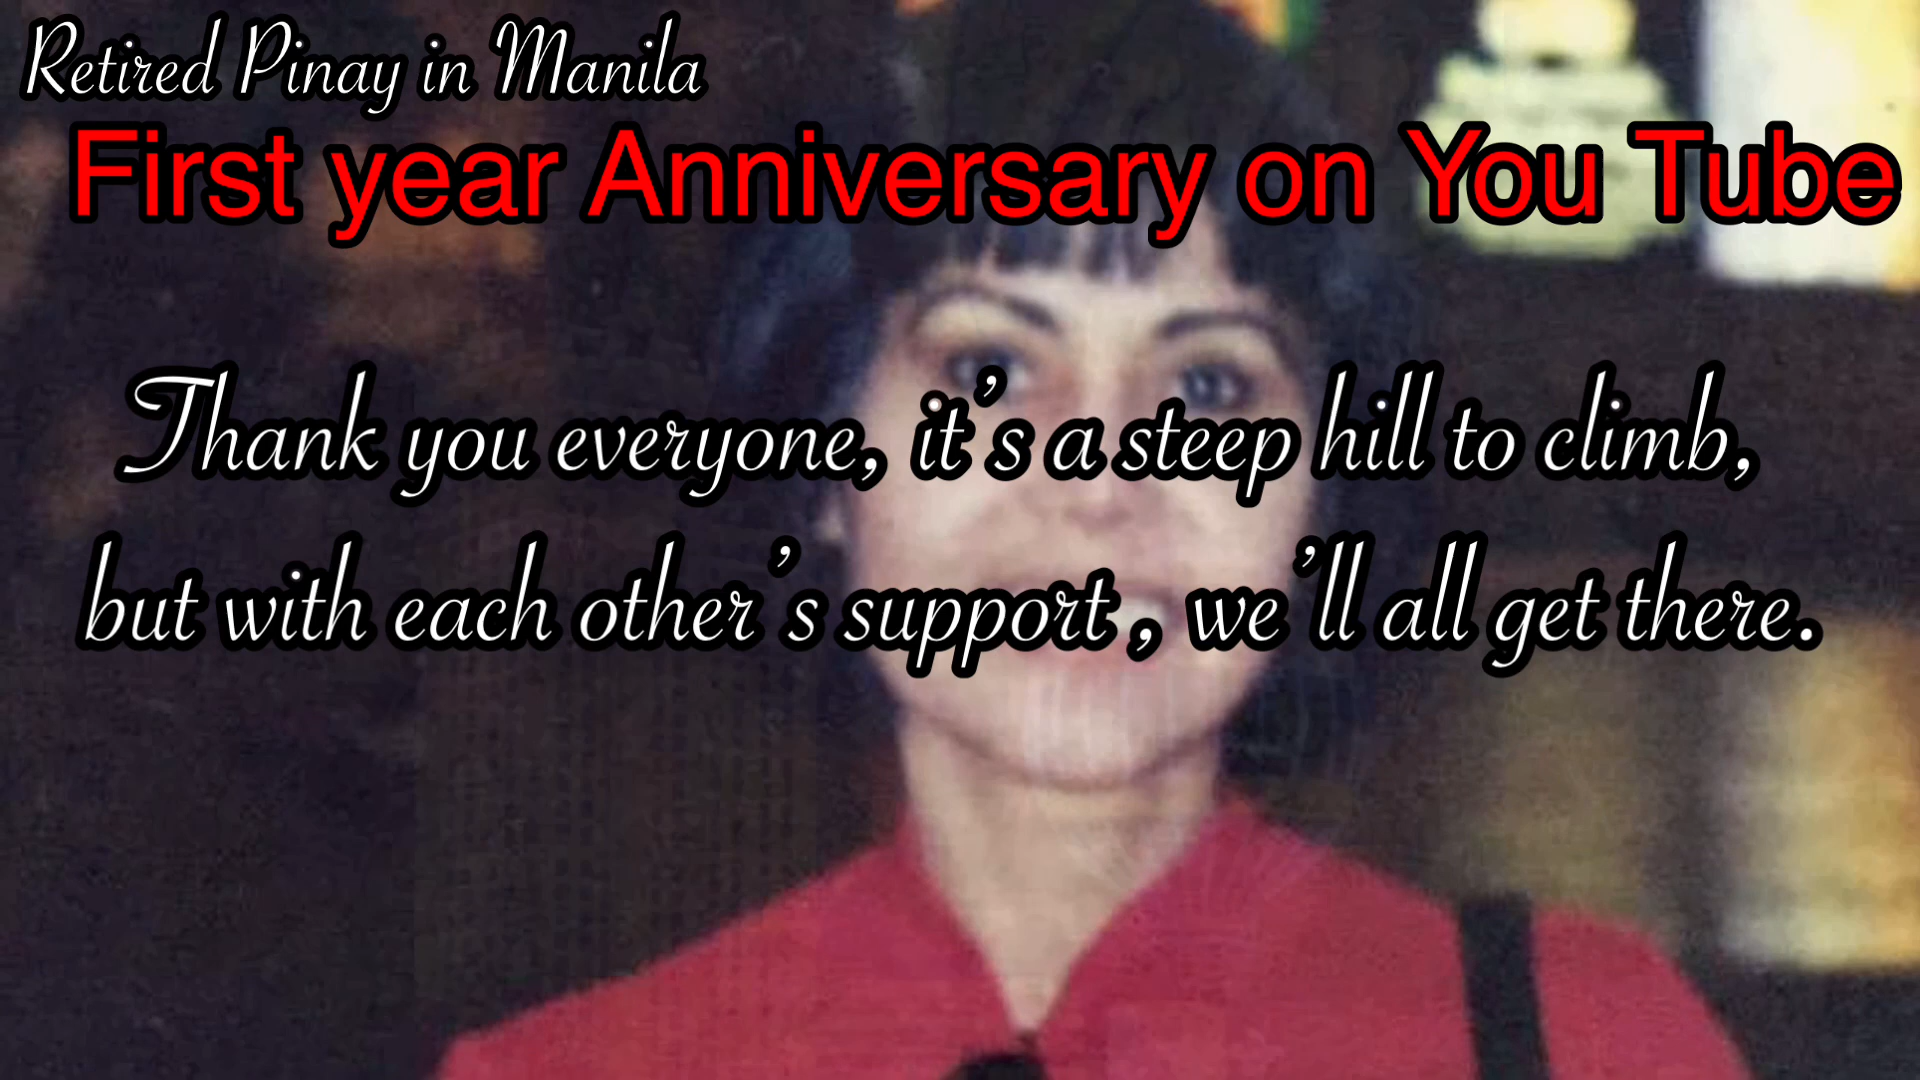 Retired Pinay in Manila
First year Anniversary on You Tube
Thank you everyone, it's a steep hill to climb,
but with each other's support, we'll all get there.